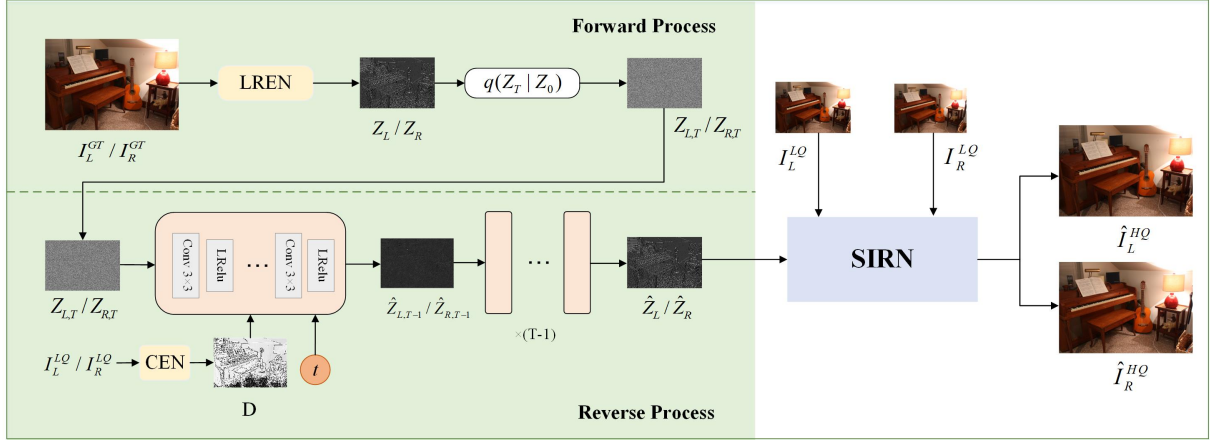 Forward Process
LREN
q(Z_T | Z_0)
I_L^{GT} / I_R^{GT}
Z_L / Z_R
Z_{L,T} / Z_{R,T}
I_L^{LQ}
I_R^{LQ}
Conv 3×3
LRelu
...
Conv 3×3
LRelu
...
SIRN
Î_L^{HQ}
Z_{L,T} / Z_{R,T}
Ẑ_{L,T-1} / Ẑ_{R,T-1}
×(T-1)
Ẑ_L / Ẑ_R
I_L^{LQ} / I_R^{LQ}
CEN
t
D
Î_R^{HQ}
Reverse Process